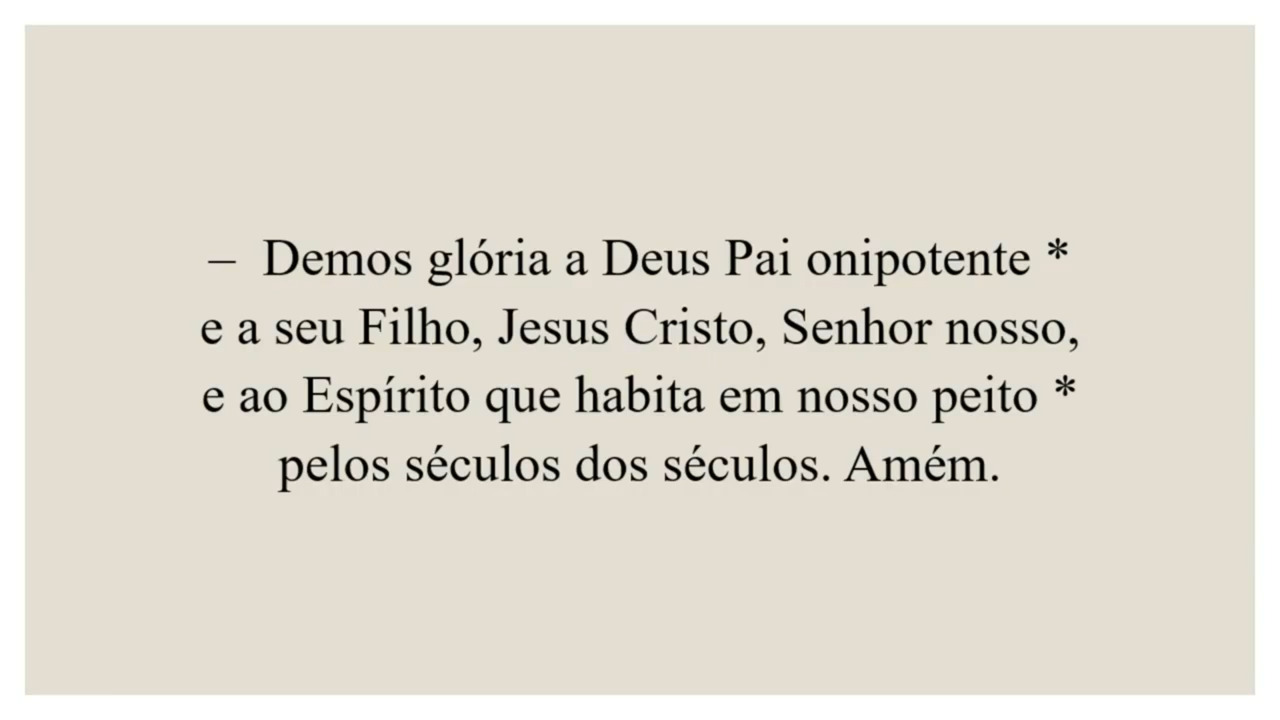 – Demos glória a Deus Pai onipotente *
e a seu Filho, Jesus Cristo, Senhor nosso,
e ao Espírito que habita em nosso peito *
pelos séculos dos séculos. Amém.